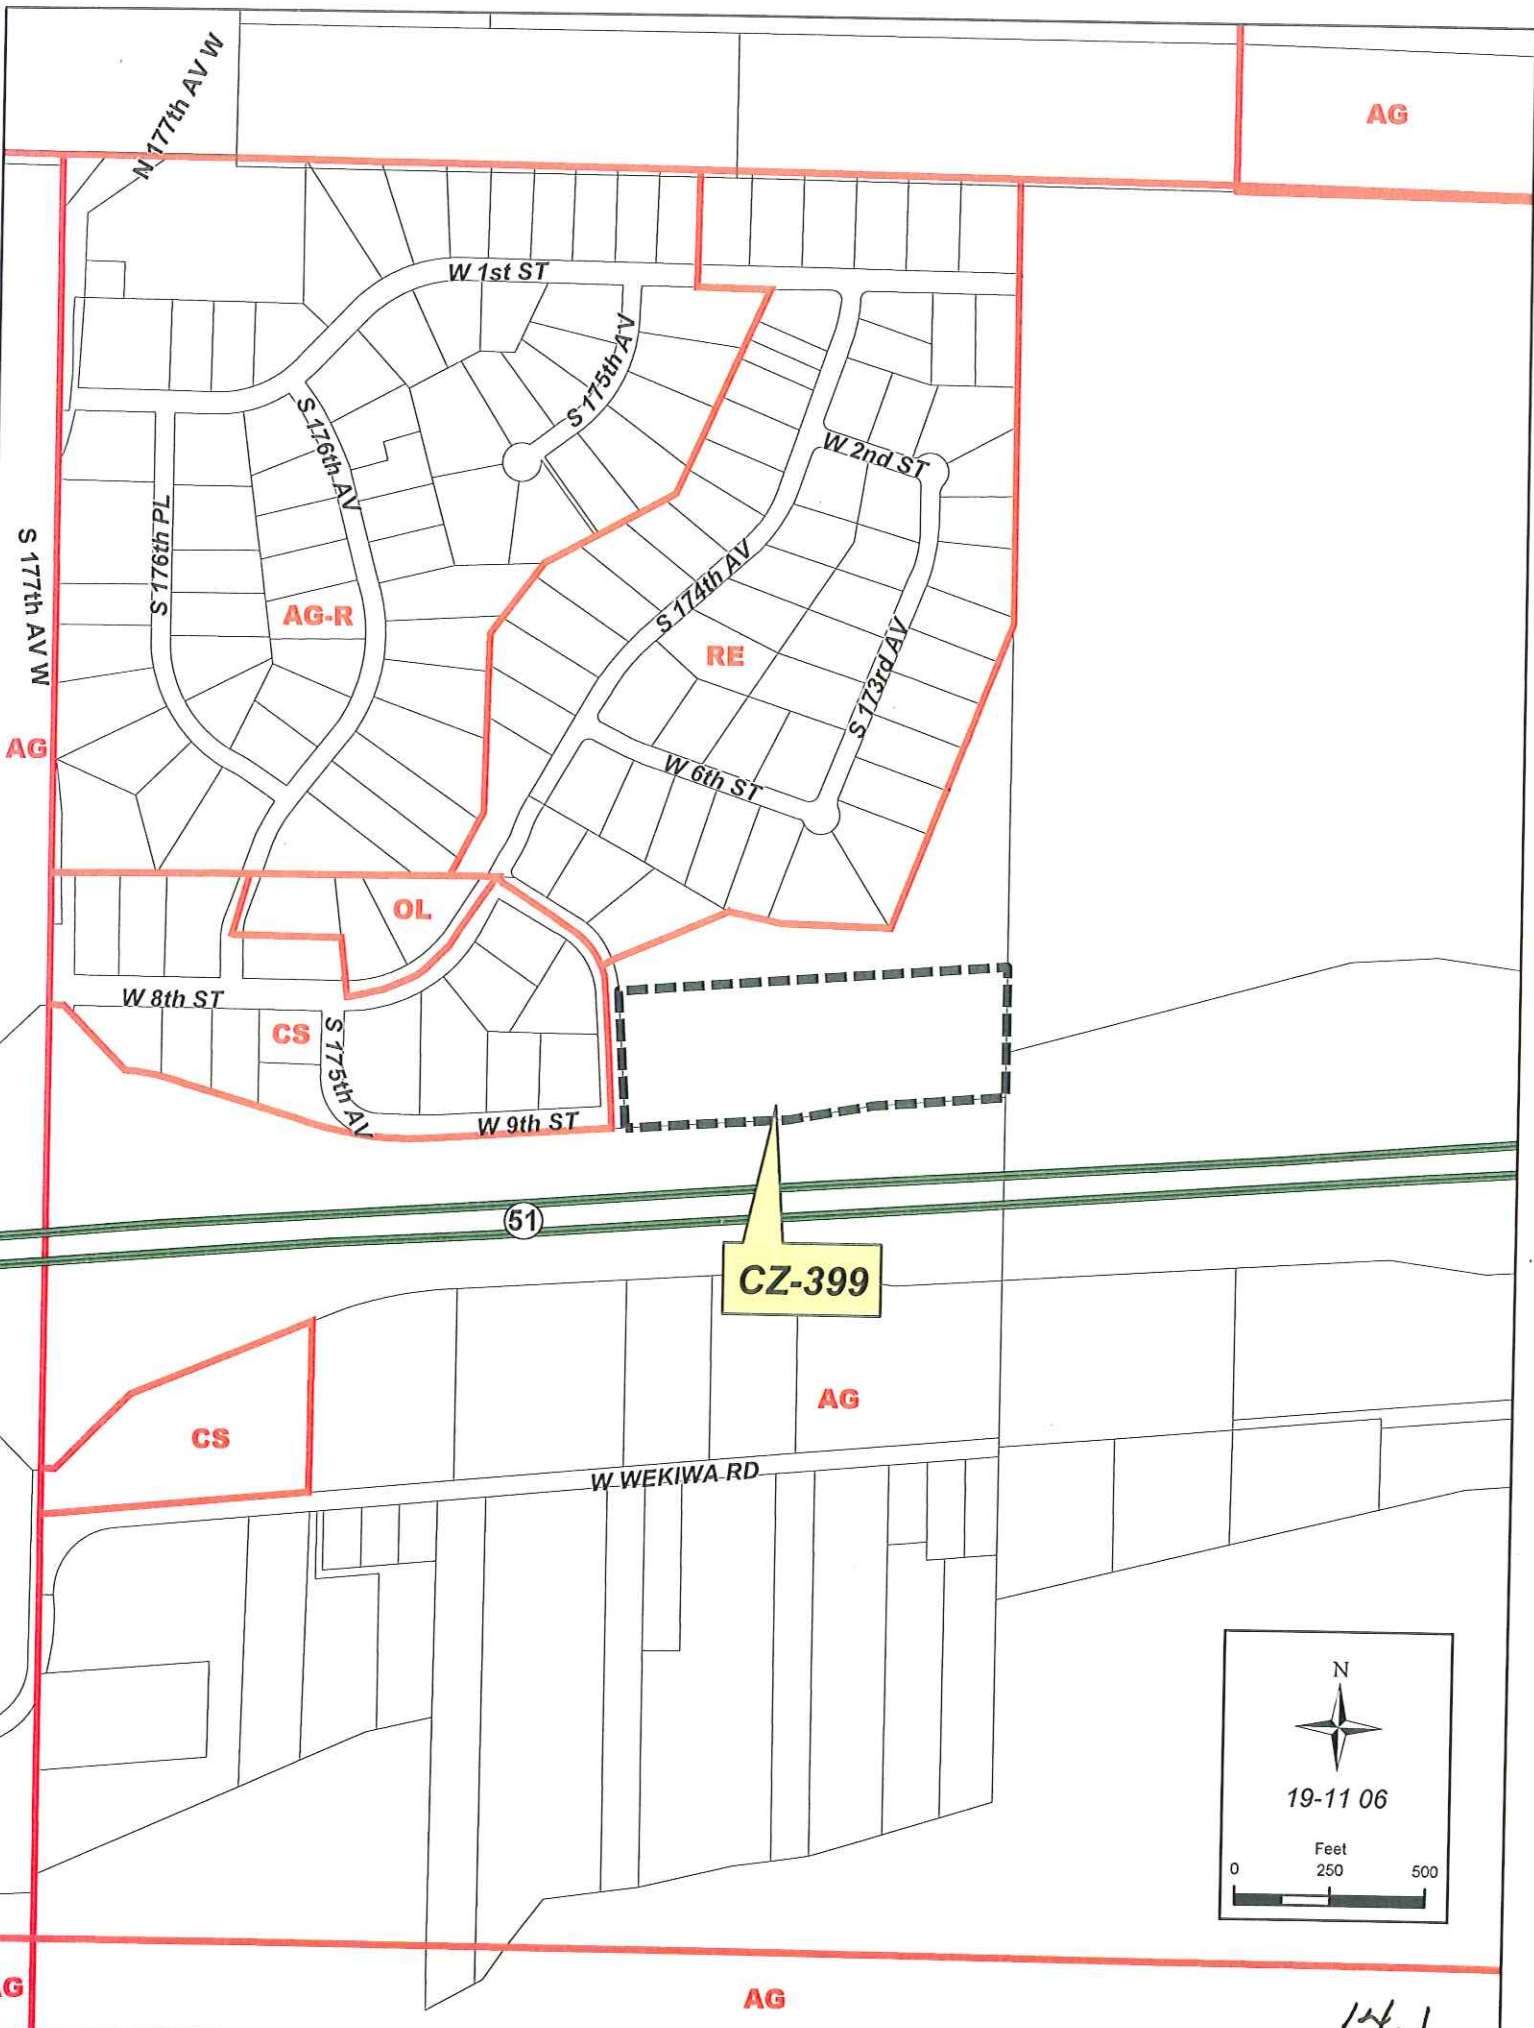 N 177th AV W
AG
W 1st ST
S 175th AV
S 176th AV
W 2nd ST
S 176th PL
S 177th AV W
S 174th AV
AG-R
RE
S 173rd AV
AG
W 6th ST
OL
W 8th ST
CS
S 175th AV
W 9th ST
51
CZ-399
AG
CS
W WEKIWA RD
N
19-11 06
Feet
0 250 500
AG
AG
14.1